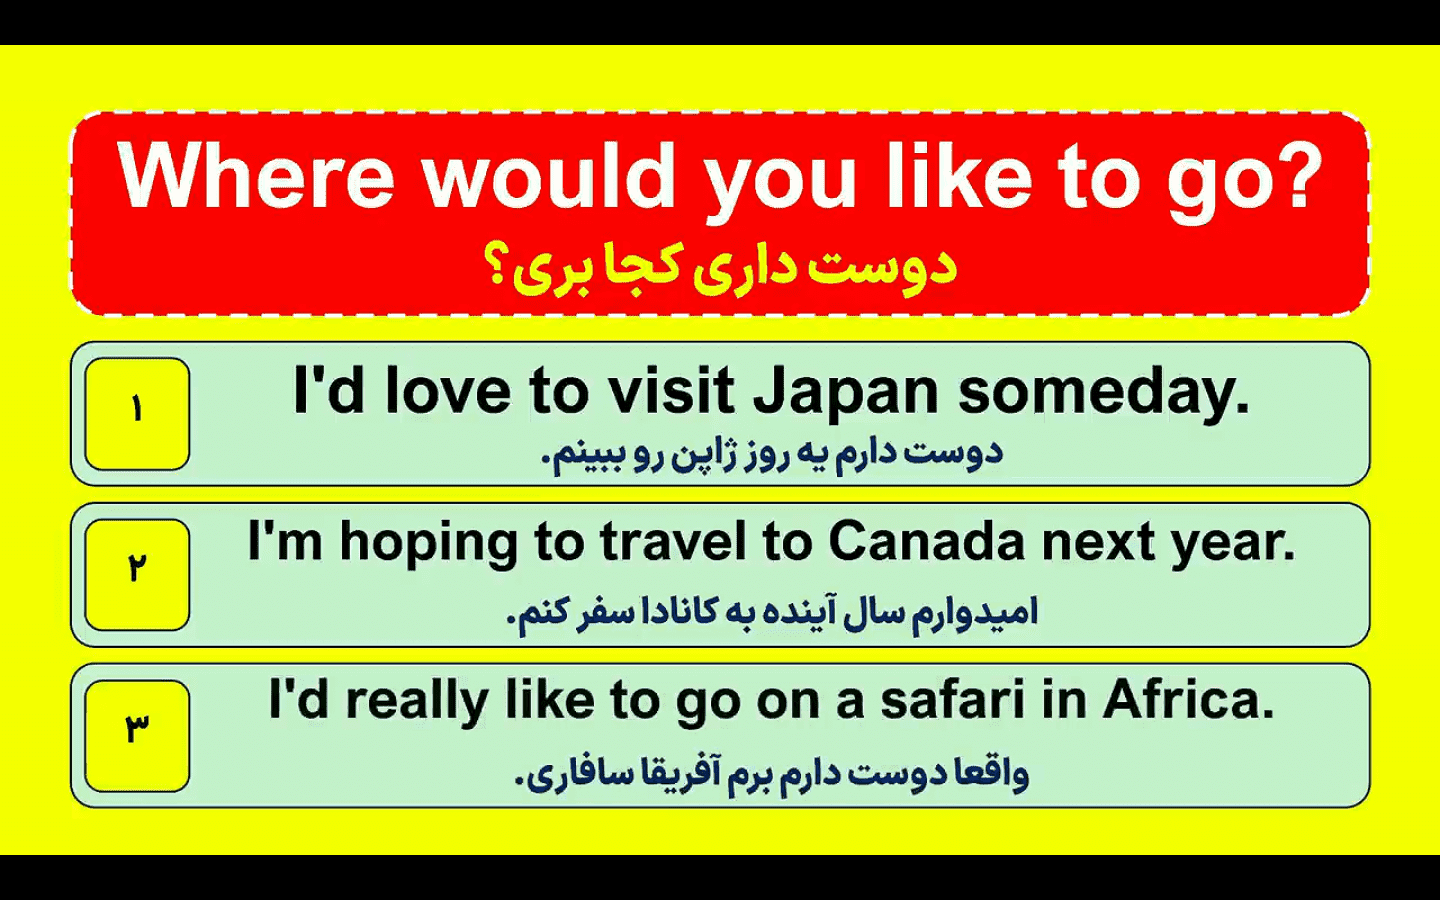 Where would you like to go?
دوست داری کجا بری؟
۱
I'd love to visit Japan someday.
دوست دارم یه روز ژاپن رو ببینم.
۲
I'm hoping to travel to Canada next year.
امیدوارم سال آینده به کانادا سفر کنم.
۳
I'd really like to go on a safari in Africa.
واقعا دوست دارم برم آفریقا سافاری.